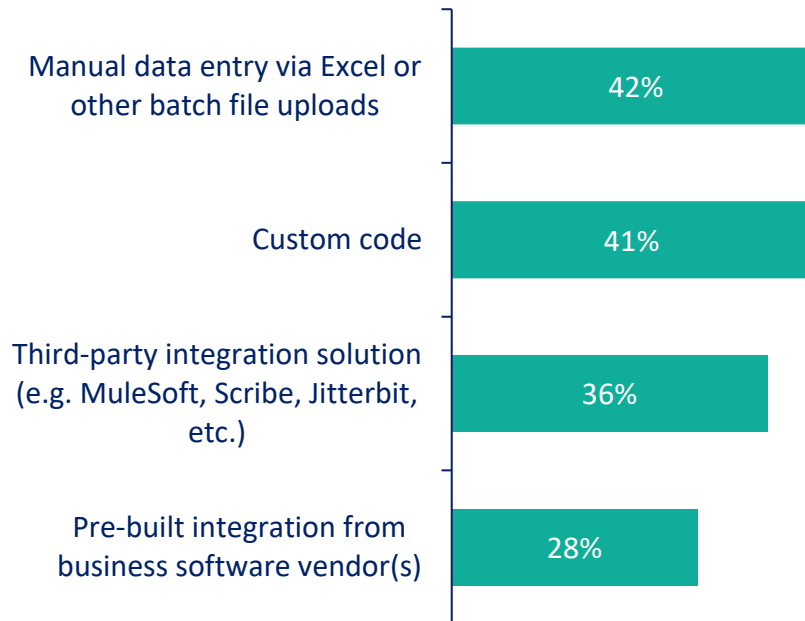 Manual data entry via Excel or
other batch file uploads
42%
Custom code
41%
Third-party integration solution
(e.g. MuleSoft, Scribe, Jitterbit,
etc.)
36%
Pre-built integration from
business software vendor(s)
28%